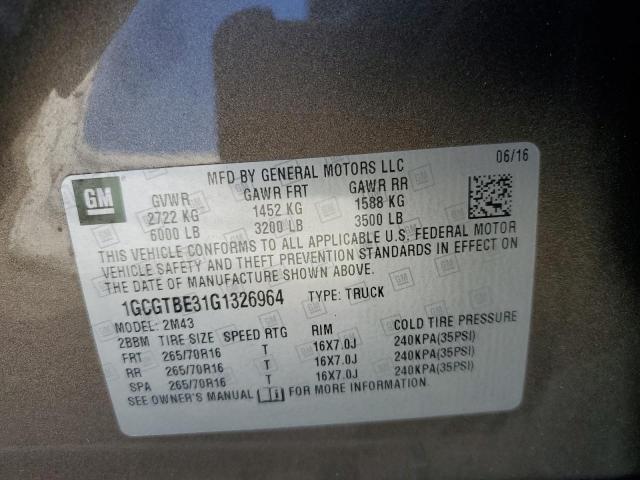 GM
MFD BY GENERAL MOTORS LLC
06/16
GVWR GAWR FRT GAWR RR
2722 KG 1452 KG 1588 KG
6000 LB 3200 LB 3500 LB
THIS VEHICLE CONFORMS TO ALL APPLICABLE U.S. FEDERAL MOTOR
VEHICLE SAFETY AND THEFT PREVENTION STANDARDS IN EFFECT ON
THE DATE OF MANUFACTURE SHOWN ABOVE.
1GCGTBE31G1326964 TYPE: TRUCK
MODEL: 2M43
2BBM TIRE SIZE SPEED RTG RIM COLD TIRE PRESSURE
FRT 265/70R16 T 16X7.0J 240KPA(35PSI)
RR 265/70R16 T 16X7.0J 240KPA(35PSI)
SPA 265/70R16 T 16X7.0J 240KPA(35PSI)
SEE OWNER'S MANUAL FOR MORE INFORMATION.